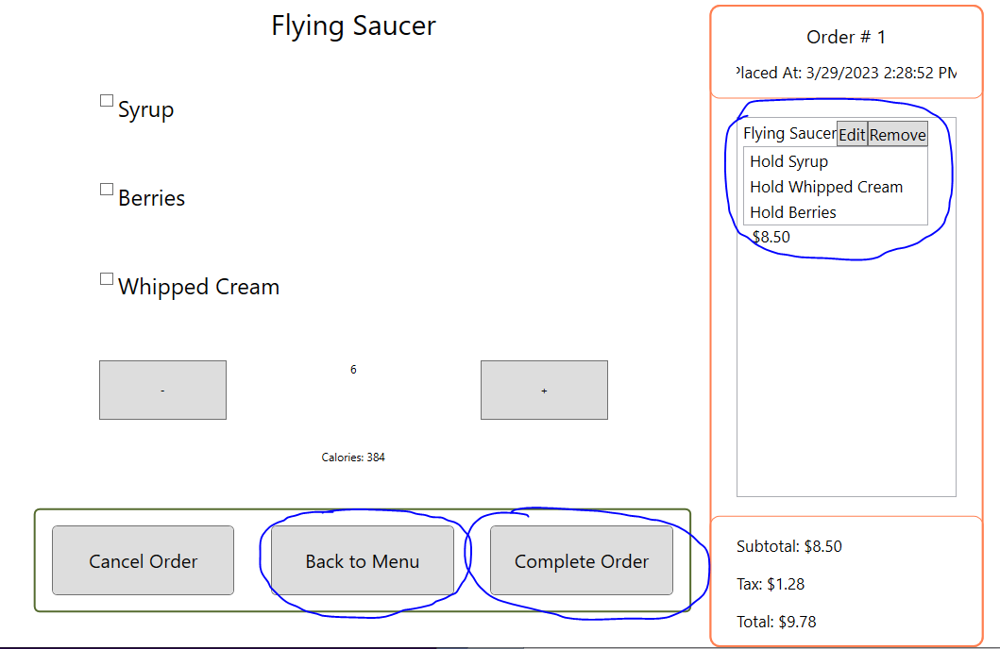 Flying Saucer
Syrup
Berries
Whipped Cream
-
6
+
Calories: 384
Cancel Order
Back to Menu
Complete Order
Order # 1
Placed At: 3/29/2023 2:28:52 PM
Flying Saucer Edit Remove
Hold Syrup
Hold Whipped Cream
Hold Berries
$8.50
Subtotal: $8.50
Tax: $1.28
Total: $9.78